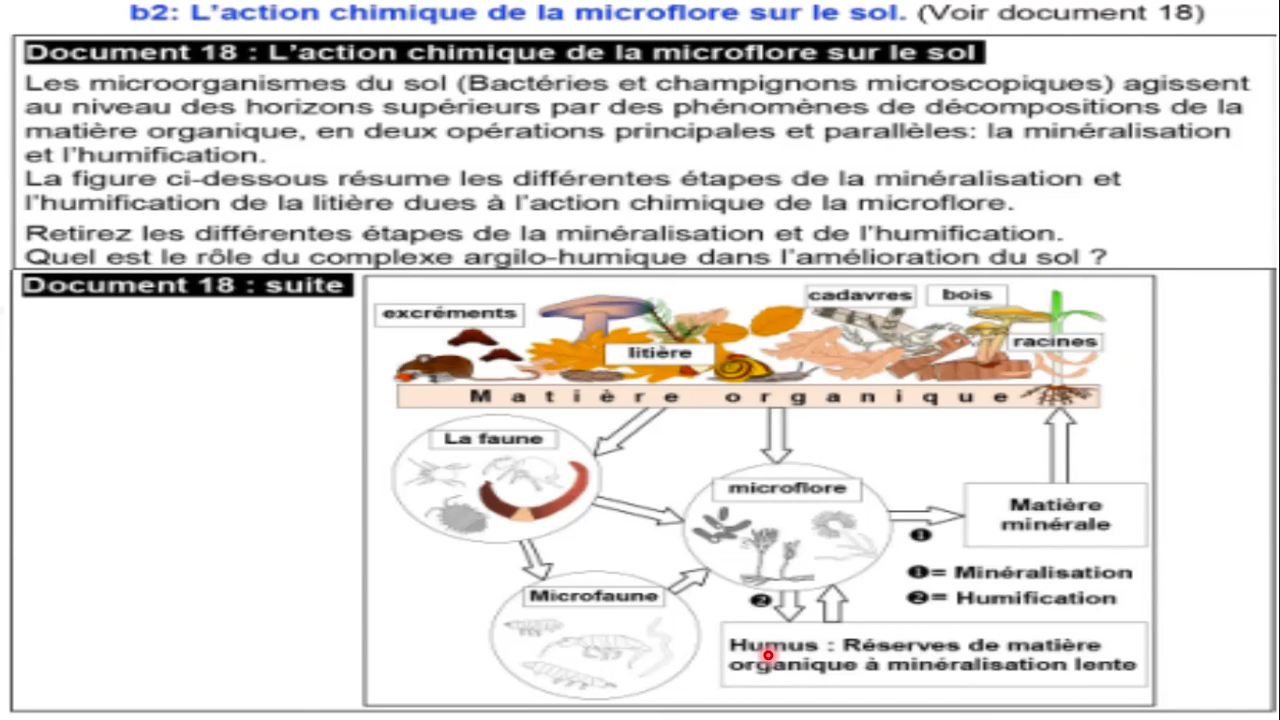 b2: L'action chimique de la microflore sur le sol. (Voir document 18)
Document 18 : L'action chimique de la microflore sur le sol
Les microorganismes du sol (Bactéries et champignons microscopiques) agissent
au niveau des horizons supérieurs par des phénomènes de décompositions de la
matière organique, en deux opérations principales et parallèles: la minéralisation
et l'humification.
La figure ci-dessous résume les différentes étapes de la minéralisation et
l'humification de la litière dues à l'action chimique de la microflore.
Retirez les différentes étapes de la minéralisation et de l'humification.
Quel est le rôle du complexe argilo-humique dans l'amélioration du sol ?
Document 18 : suite
excréments
cadavres
bois
litière
racines
Matière organique
La faune
microflore
Matière
minérale
❶
❶= Minéralisation
Microfaune
❷
❷= Humification
Humus : Réserves de matière
organique à minéralisation lente